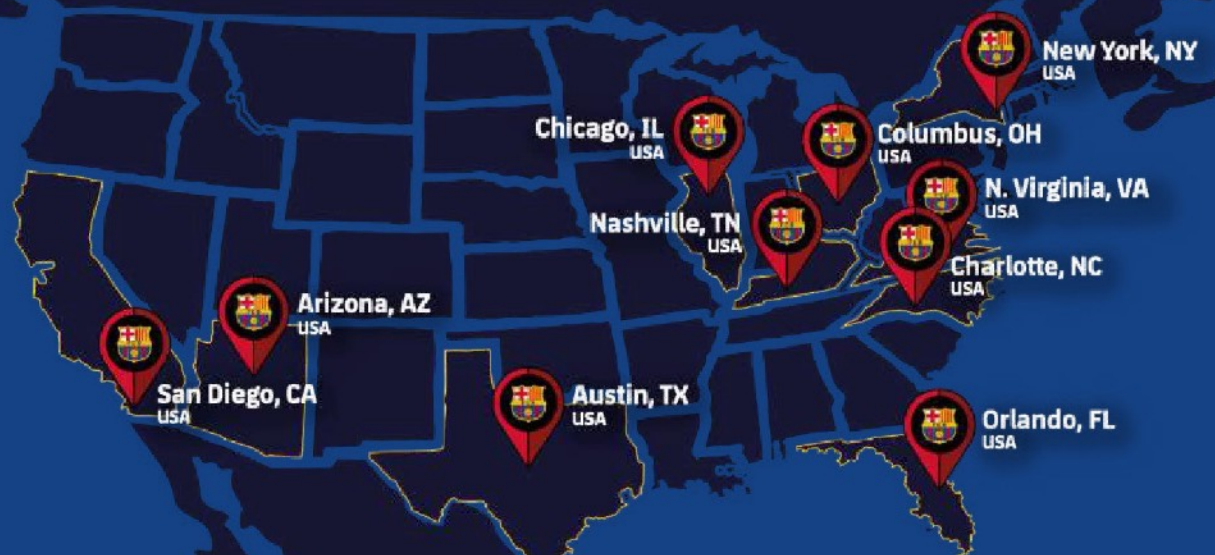 New York, NY
USA
Chicago, IL
USA
Columbus, OH
USA
N. Virginia, VA
USA
Nashville, TN
USA
Charlotte, NC
USA
Arizona, AZ
USA
San Diego, CA
USA
Austin, TX
USA
Orlando, FL
USA